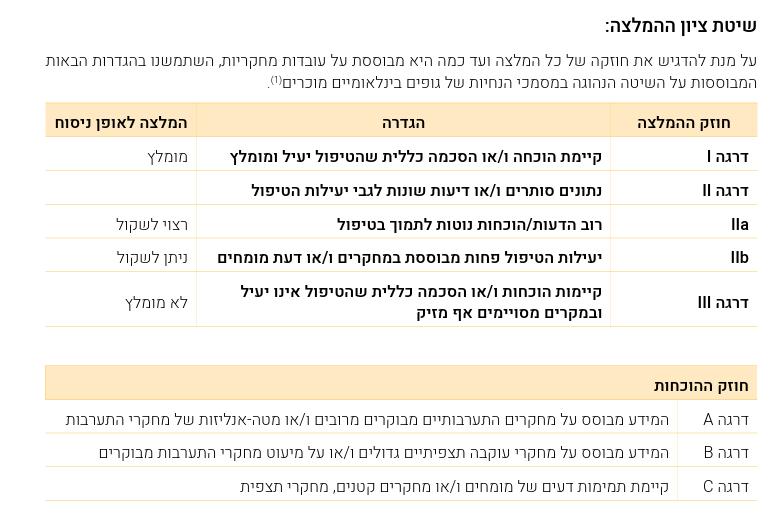 שיטת ציון ההמלצה:
על מנת להדגיש את חוזקה של כל המלצה ועד כמה היא מבוססת על עובדות מחקריות, השתמשנו בהגדרות הבאות
המבוססות על השיטה הנהוגה במסמכי הנחיות של גופים בינלאומיים מוכרים(1).
חוזק ההמלצה הגדרה המלצה לאופן ניסוח
דרגה I קיימת הוכחה ו/או הסכמה כללית שהטיפול יעיל ומומלץ מומלץ
דרגה II נתונים סותרים ו/או דיעות שונות לגבי יעילות הטיפול
IIa רוב הדעות/הוכחות נוטות לתמוך בטיפול רצוי לשקול
IIb יעילות הטיפול פחות מבוססת במחקרים ו/או דעת מומחים ניתן לשקול
דרגה III קיימות הוכחות ו/או הסכמה כללית שהטיפול אינו יעיל
ובמקרים מסויימים אף מזיק לא מומלץ
חוזק ההוכחות
דרגה A המידע מבוסס על מחקרים התערבותיים מבוקרים מרובים ו/או מטה-אנליזות של מחקרי התערבות
דרגה B המידע מבוסס על מחקרי עוקבה תצפיתיים גדולים ו/או על מיעוט מחקרי התערבות מבוקרים
דרגה C קיימת תמימות דעים של מומחים ו/או מחקרים קטנים, מחקרי תצפית